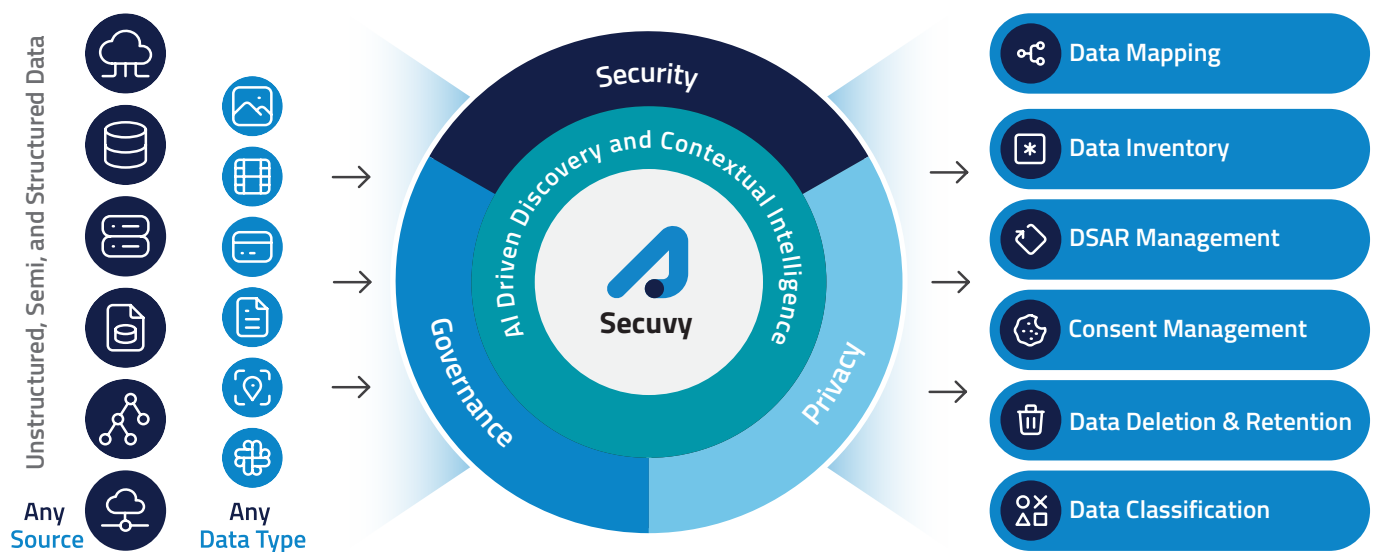 Unstructured, Semi, and Structured Data
Any
Source
Any
Data Type
Security
Governance
Privacy
AI Driven Discovery and Contextual Intelligence
Secuvy
Data Mapping
Data Inventory
DSAR Management
Consent Management
Data Deletion & Retention
Data Classification